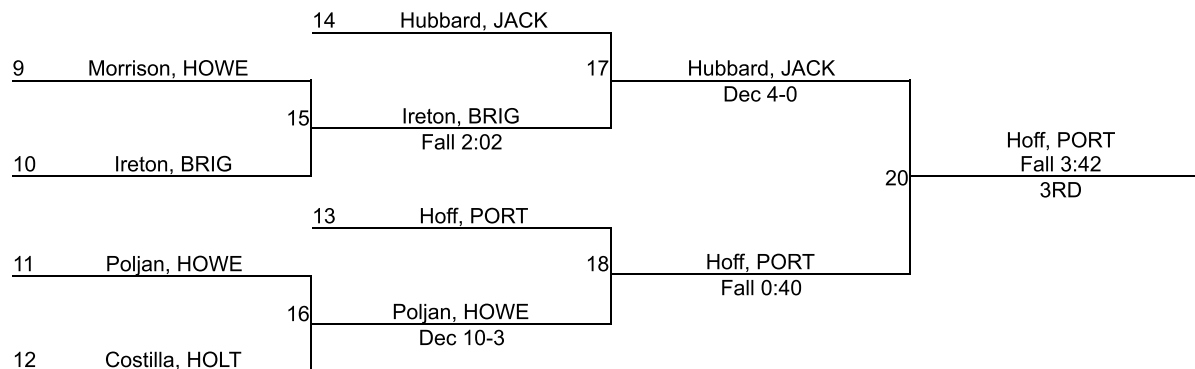 14 Hubbard, JACK
9 Morrison, HOWE
17 Hubbard, JACK
Dec 4-0
15 Ireton, BRIG
Fall 2:02
10 Ireton, BRIG
Hoff, PORT
Fall 3:42
20
3RD
13 Hoff, PORT
11 Poljan, HOWE
18 Hoff, PORT
Fall 0:40
16 Poljan, HOWE
Dec 10-3
12 Costilla, HOLT